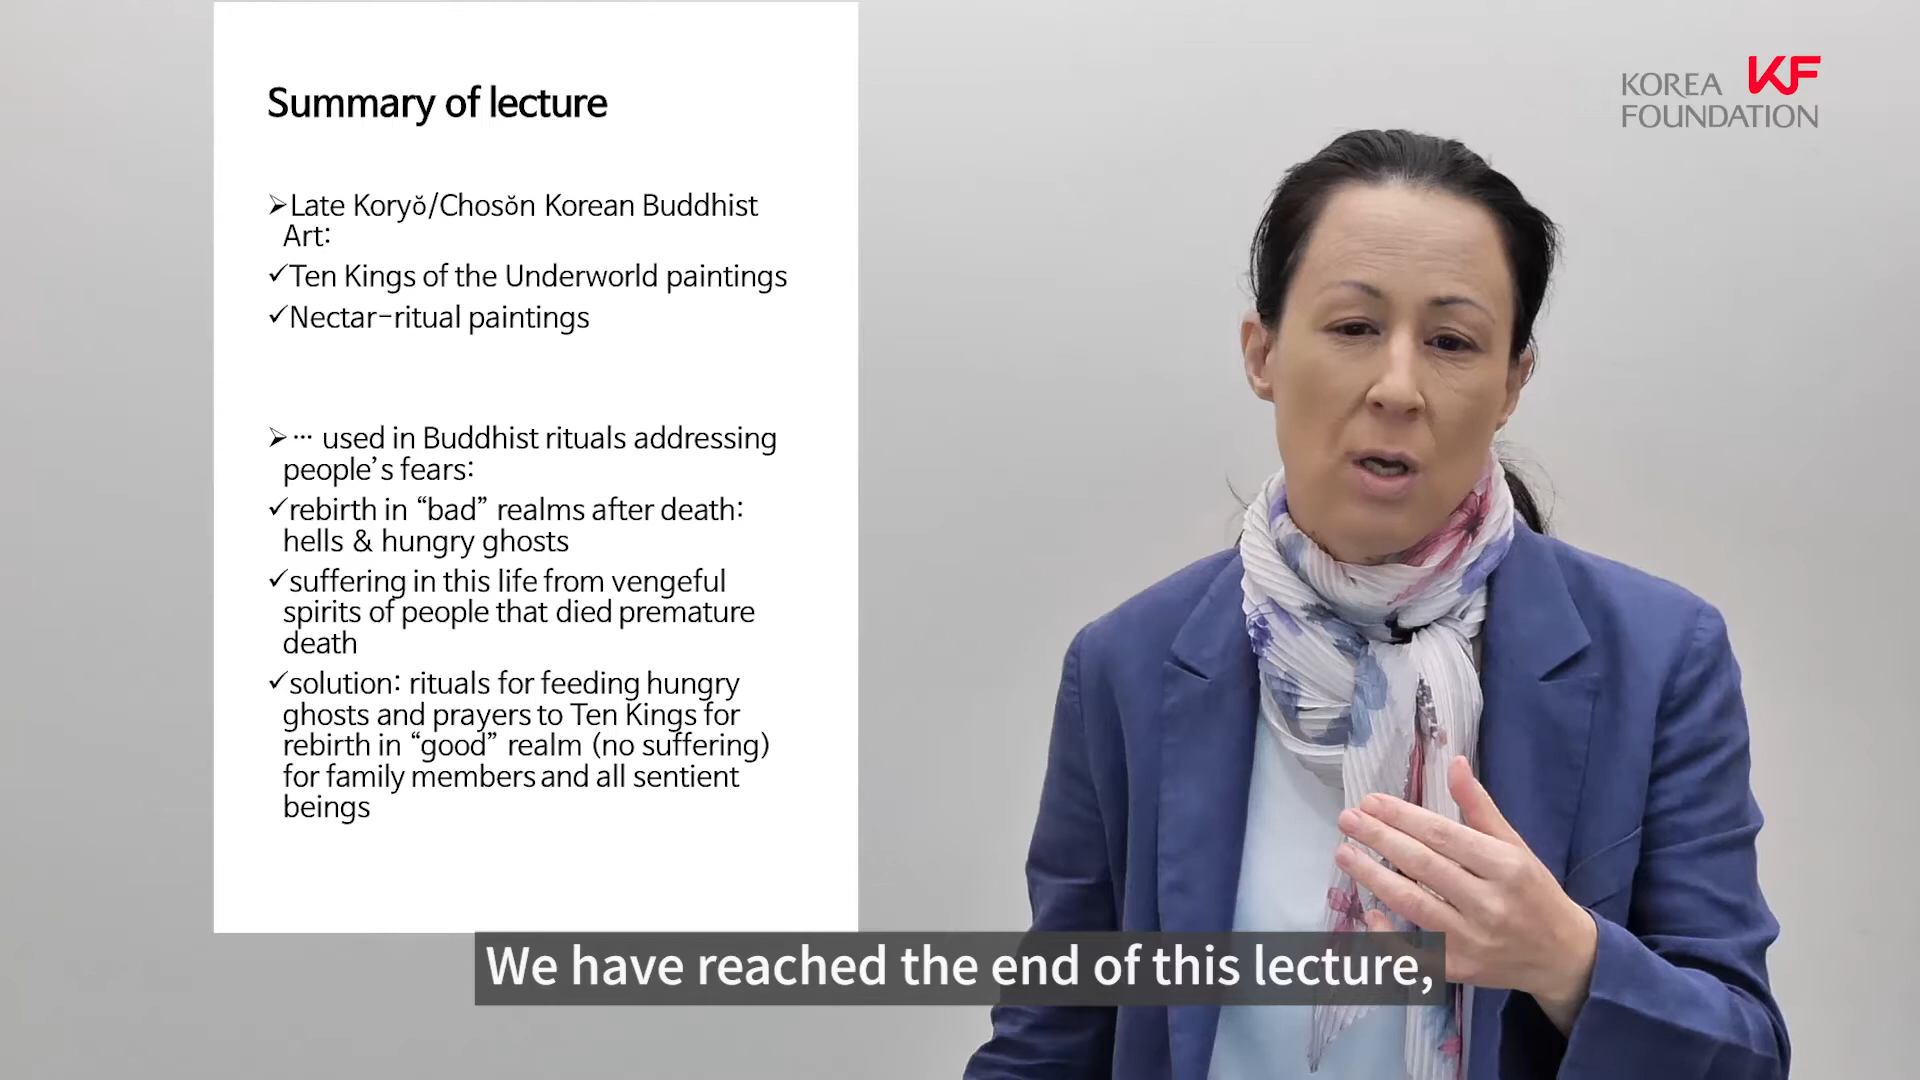 Summary of lecture
➢Late Koryŏ/Chosŏn Korean Buddhist
Art:
✓Ten Kings of the Underworld paintings
✓Nectar-ritual paintings
➢… used in Buddhist rituals addressing
people’s fears:
✓rebirth in “bad” realms after death:
hells & hungry ghosts
✓suffering in this life from vengeful
spirits of people that died premature
death
✓solution: rituals for feeding hungry
ghosts and prayers to Ten Kings for
rebirth in “good” realm (no suffering)
for family members and all sentient
beings
KOREA KF
FOUNDATION
We have reached the end of this lecture,